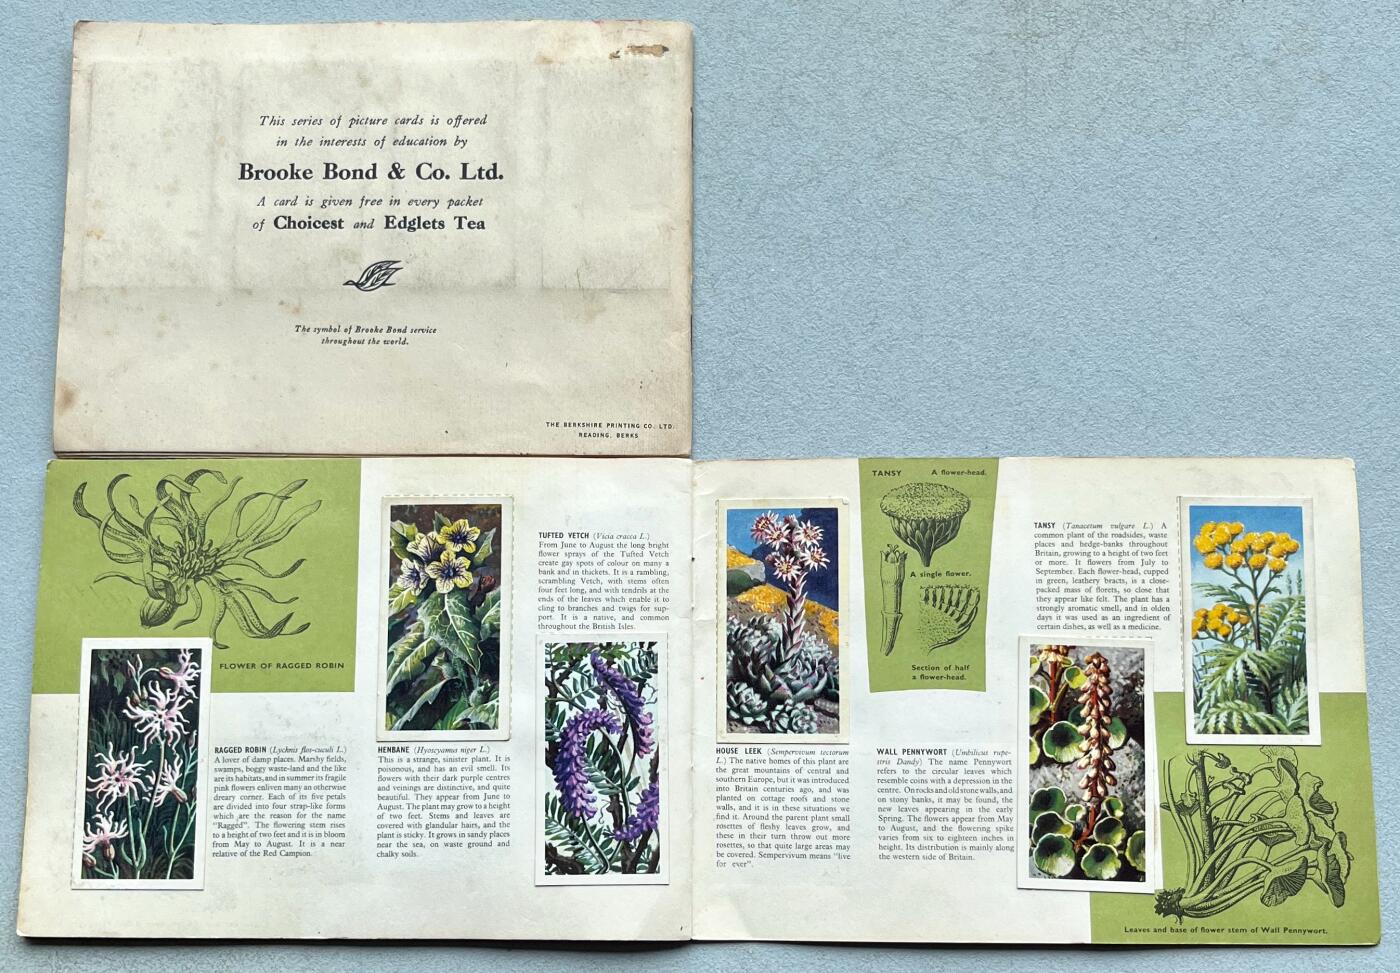 This series of picture cards is offered
in the interests of education by
Brooke Bond & Co. Ltd.
A card is given free in every packet
of Choicest and Edglets Tea
The symbol of Brooke Bond service
throughout the world.
THE BERKSHIRE PRINTING CO. LTD.
READING, BERKS
FLOWER OF RAGGED ROBIN
RAGGED ROBIN (Lychnis flos-cuculi L.)
A lover of damp places. Marshy fields,
swamps, boggy waste-land and the like
are its habitats, and in summer its fragile
pink flowers enliven many an otherwise
dreary corner. Each of its five petals
are divided into four strap-like forms
which are the reason for the name
"Ragged". The flowering stem rises
to a height of two feet and it is in bloom
from May to August. It is a near
relative of the Red Campion.
HENBANE (Hyoscyamus niger L.)
This is a strange, sinister plant. It is
poisonous, and has an evil smell. Its
flowers with their dark purple centres
and veinings are distinctive, and quite
beautiful. They appear from June to
August. The plant may grow to a height
of two feet. Stems and leaves are
covered with glandular hairs, and the
plant is sticky. It grows in sandy places
near the sea, on waste ground and
chalky soils.
TUFTED VETCH (Vicia cracca L.)
From June to August the long bright
flower sprays of the Tufted Vetch
create gay spots of colour on many a
bank and in thickets. It is a rambling,
scrambling Vetch, with stems often
four feet long, and with tendrils at the
ends of the leaves which enable it to
cling to branches and twigs for sup-
port. It is a native, and common
throughout the British Isles.
HOUSE LEEK (Sempervivum tectorum
L.) The native homes of this plant are
the great mountains of central and
southern Europe, but it was introduced
into Britain centuries ago, and was
planted on cottage roofs and stone
walls, and it is in these situations we
find it. Around the parent plant small
rosettes of fleshy leaves grow, and
these in their turn throw out more
rosettes, so that quite large areas may
be covered. Sempervivum means "live
for ever".
TANSY A flower-head.
A single flower.
Section of half
a flower-head.
WALL PENNYWORT (Umbilicus rupe-
stris Dandy) The name Pennywort
refers to the circular leaves which
resemble coins with a depression in the
centre. On rocks and old stone walls, and
on stony banks, it may be found, the
new leaves appearing in the early
Spring. The flowers appear from May
to August, and the flowering spike
varies from six to eighteen inches in
height. Its distribution is mainly along
the western side of Britain.
TANSY (Tanacetum vulgare L.) A
common plant of the roadsides, waste
places and hedge-banks throughout
Britain, growing to a height of two feet
or more. It flowers from July to
September. Each flower-head, cupped
in green, leathery bracts, is a close-
packed mass of florets, so close that
they appear like felt. The plant has a
strongly aromatic smell, and in olden
days it was used as an ingredient of
certain dishes, as well as a medicine.
Leaves and base of flower stem of Wall Pennywort.